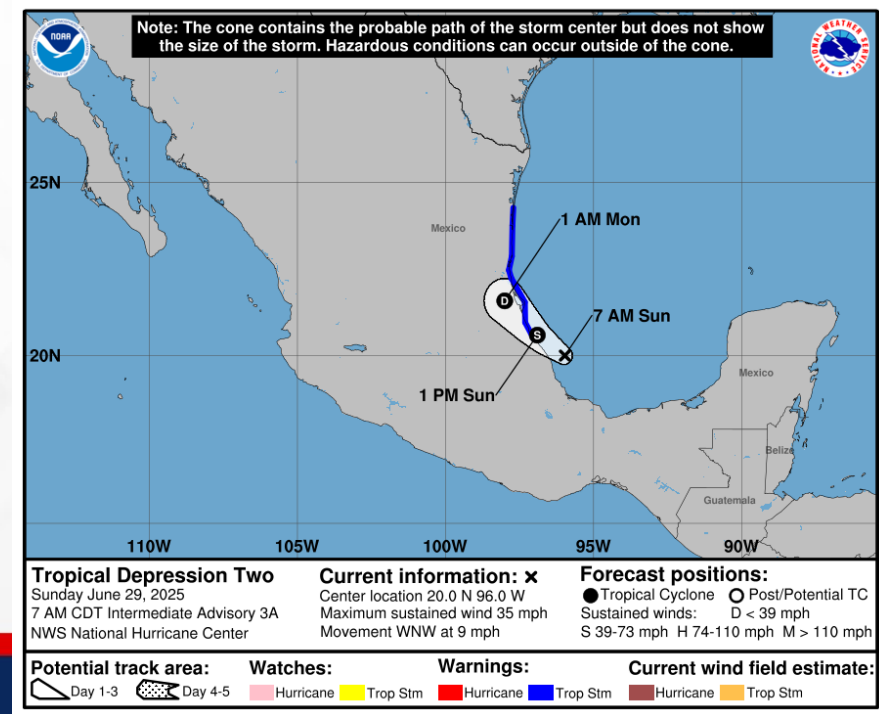 Note: The cone contains the probable path of the storm center but does not show
the size of the storm. Hazardous conditions can occur outside of the cone.
NOAA
NATIONAL WEATHER SERVICE
25N
Mexico
1 AM Mon
D
7 AM Sun
S
20N
1 PM Sun
Mexico
Belize
Guatemala
110W
105W
100W
95W
90W
Tropical Depression Two
Sunday June 29, 2025
7 AM CDT Intermediate Advisory 3A
NWS National Hurricane Center
Current information: x
Center location 20.0 N 96.0 W
Maximum sustained wind 35 mph
Movement WNW at 9 mph
Forecast positions:
Tropical Cyclone Post/Potential TC
Sustained winds: D < 39 mph
S 39-73 mph H 74-110 mph M > 110 mph
Potential track area:
Day 1-3 Day 4-5
Watches:
Hurricane Trop Stm
Warnings:
Hurricane Trop Stm
Current wind field estimate:
Hurricane Trop Stm